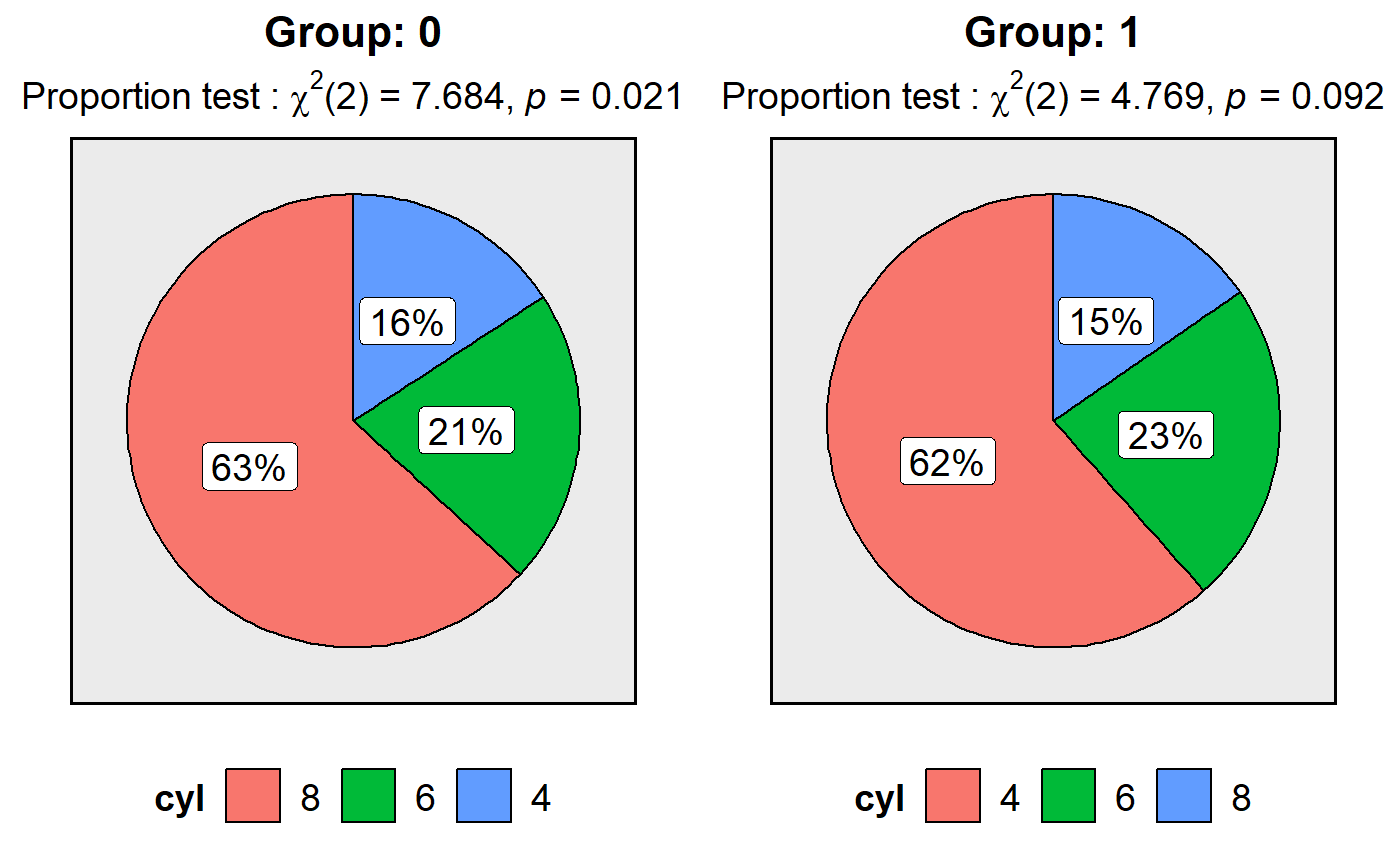 Group: 0
Proportion test : χ²(2) = 7.684, p = 0.021
16%
21%
63%
cyl 8 6 4
Group: 1
Proportion test : χ²(2) = 4.769, p = 0.092
15%
23%
62%
cyl 4 6 8